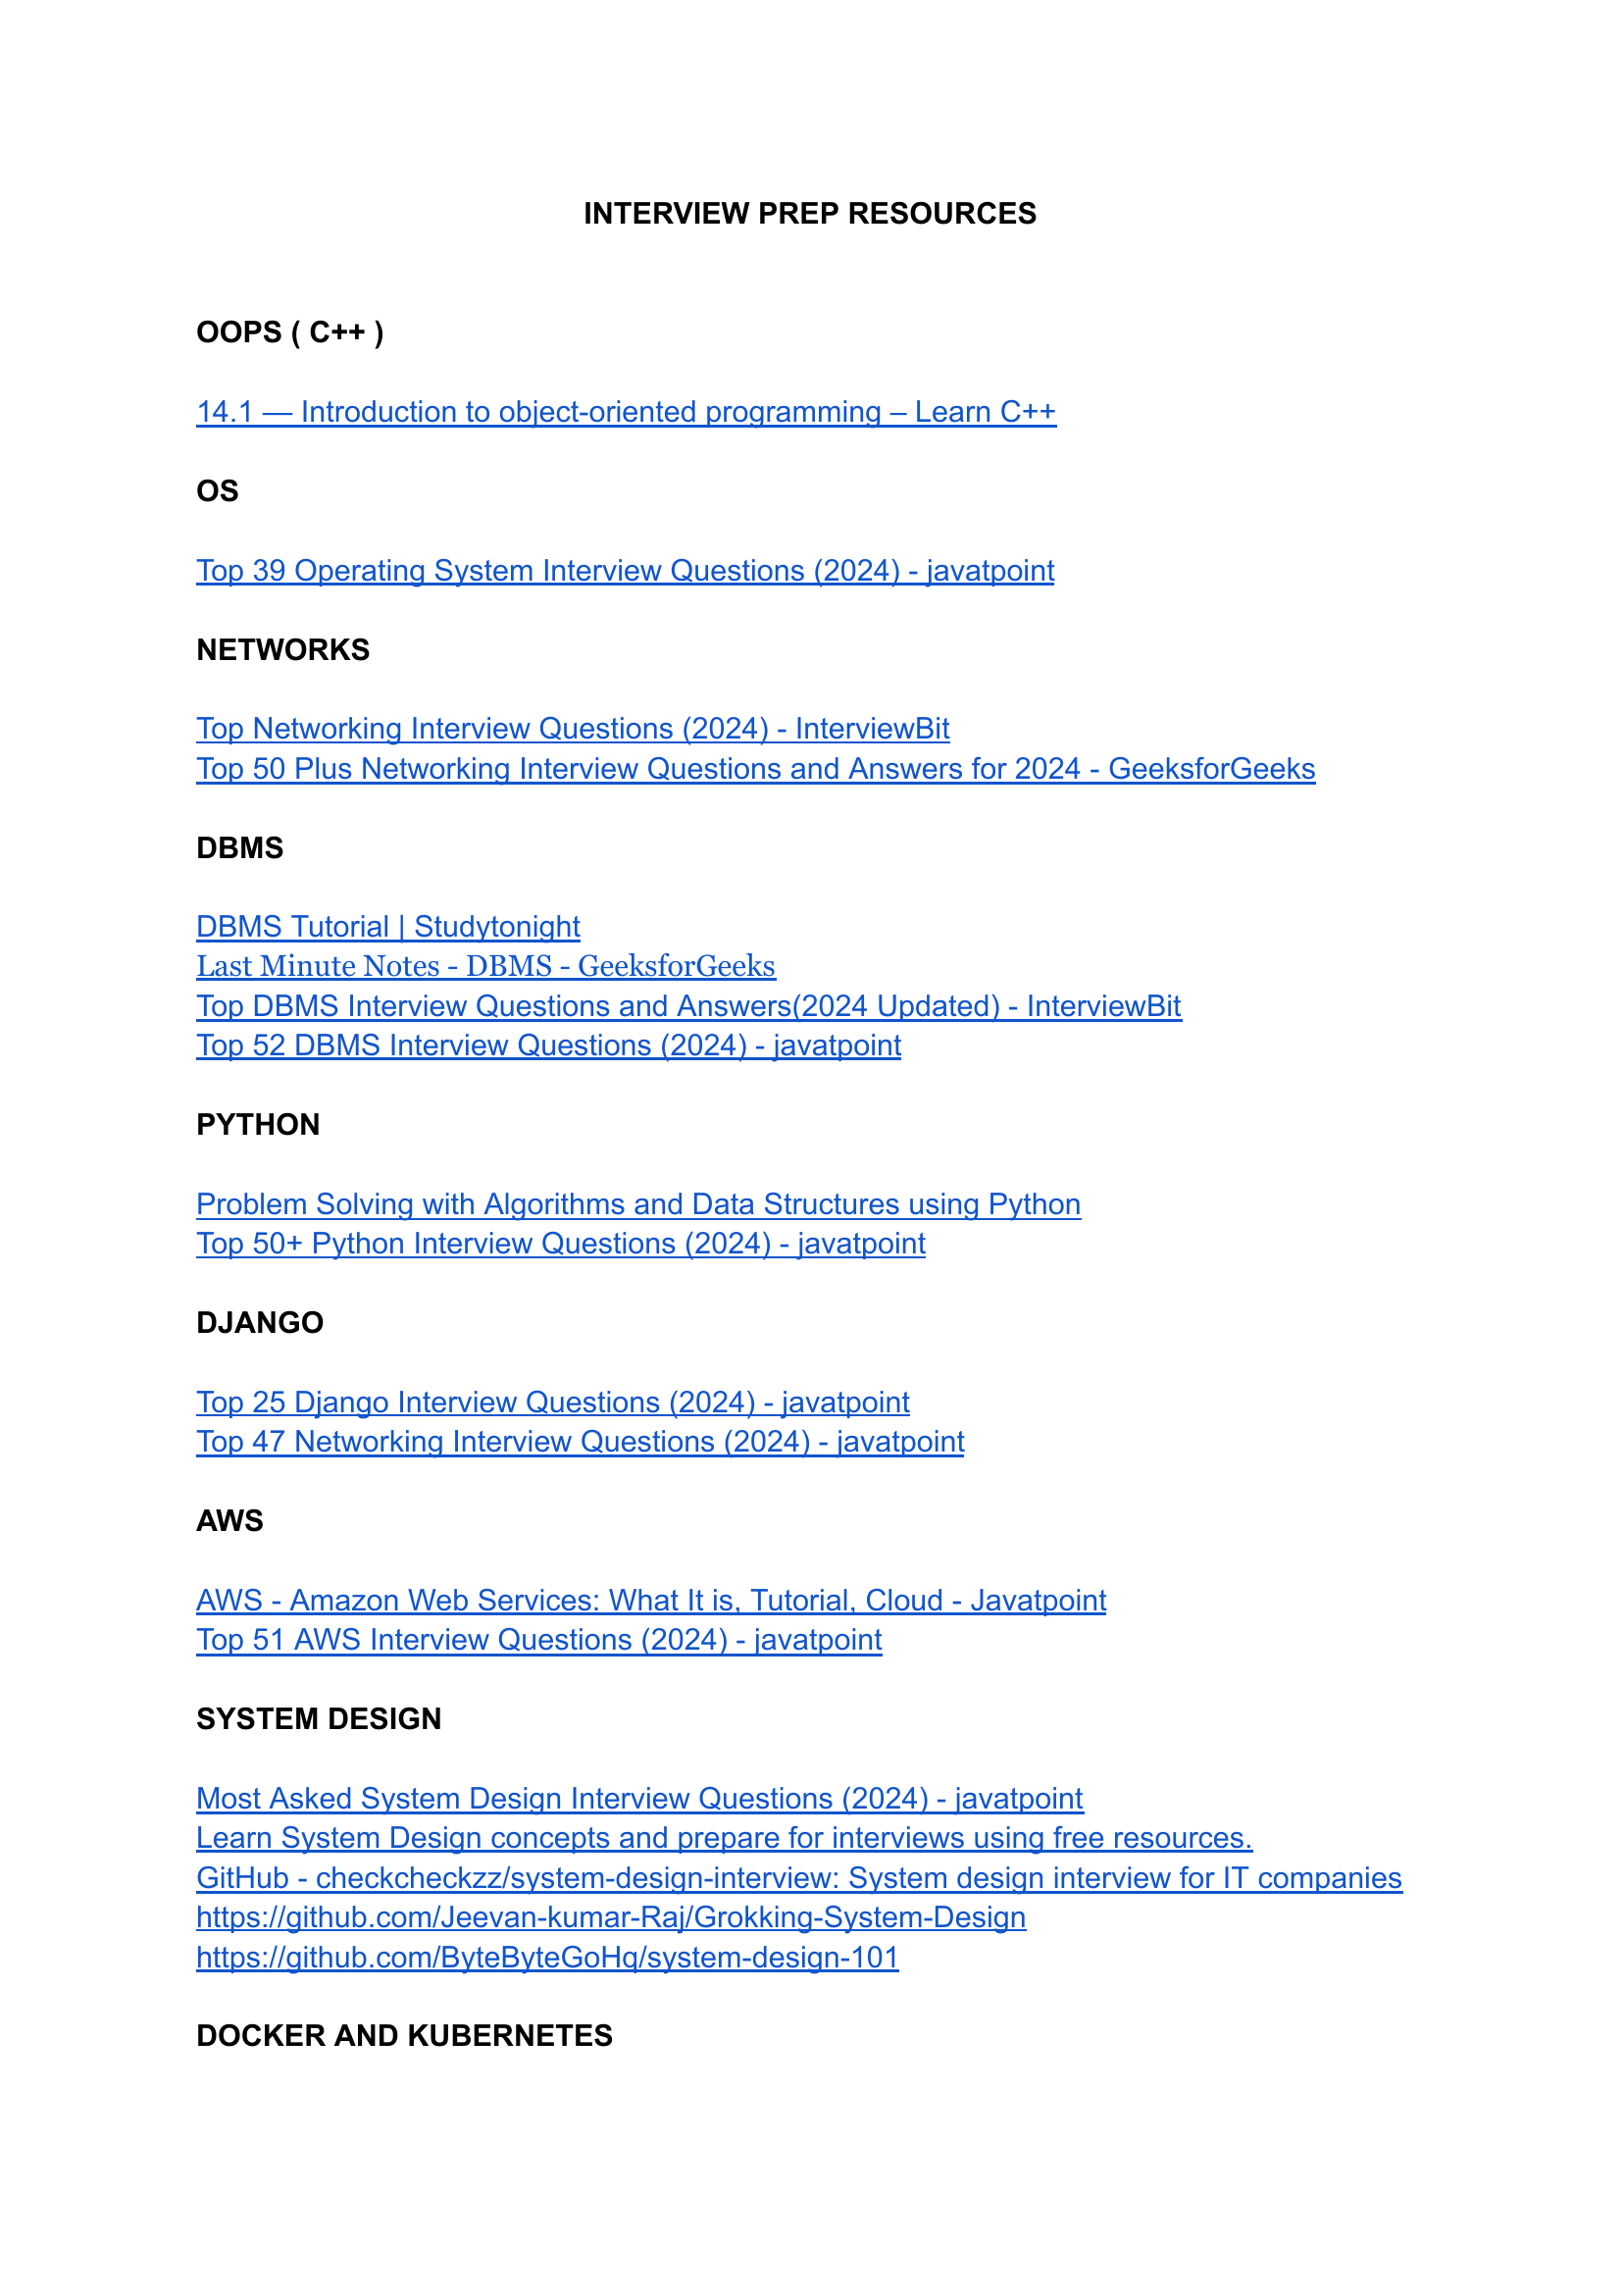 INTERVIEW PREP RESOURCES
OOPS ( C++ )
14.1 — Introduction to object-oriented programming – Learn C++
OS
Top 39 Operating System Interview Questions (2024) - javatpoint
NETWORKS
Top Networking Interview Questions (2024) - InterviewBit
Top 50 Plus Networking Interview Questions and Answers for 2024 - GeeksforGeeks
DBMS
DBMS Tutorial | Studytonight
Last Minute Notes - DBMS - GeeksforGeeks
Top DBMS Interview Questions and Answers(2024 Updated) - InterviewBit
Top 52 DBMS Interview Questions (2024) - javatpoint
PYTHON
Problem Solving with Algorithms and Data Structures using Python
Top 50+ Python Interview Questions (2024) - javatpoint
DJANGO
Top 25 Django Interview Questions (2024) - javatpoint
Top 47 Networking Interview Questions (2024) - javatpoint
AWS
AWS - Amazon Web Services: What It is, Tutorial, Cloud - Javatpoint
Top 51 AWS Interview Questions (2024) - javatpoint
SYSTEM DESIGN
Most Asked System Design Interview Questions (2024) - javatpoint
Learn System Design concepts and prepare for interviews using free resources.
GitHub - checkcheckzz/system-design-interview: System design interview for IT companies
https://github.com/Jeevan-kumar-Raj/Grokking-System-Design
https://github.com/ByteByteGoHq/system-design-101
DOCKER AND KUBERNETES